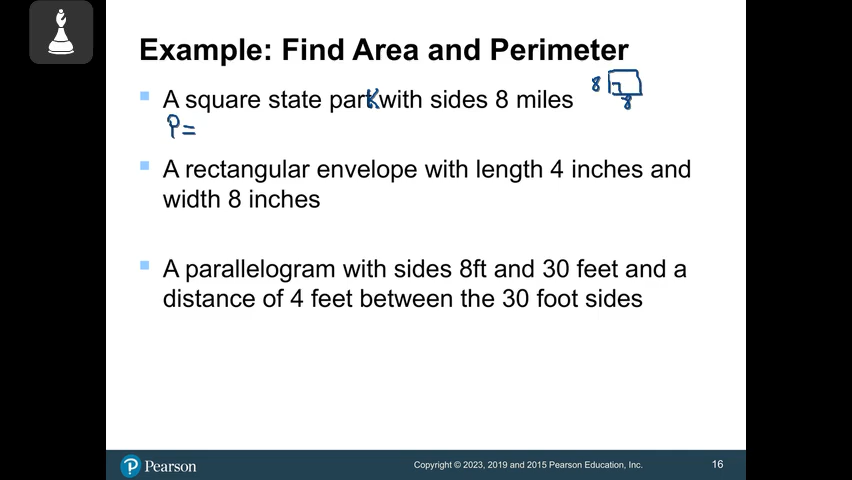 Example: Find Area and Perimeter
A square state park with sides 8 miles
8
8
P=
A rectangular envelope with length 4 inches and
width 8 inches
A parallelogram with sides 8ft and 30 feet and a
distance of 4 feet between the 30 foot sides
Pearson
Copyright © 2023, 2019 and 2015 Pearson Education, Inc.
16